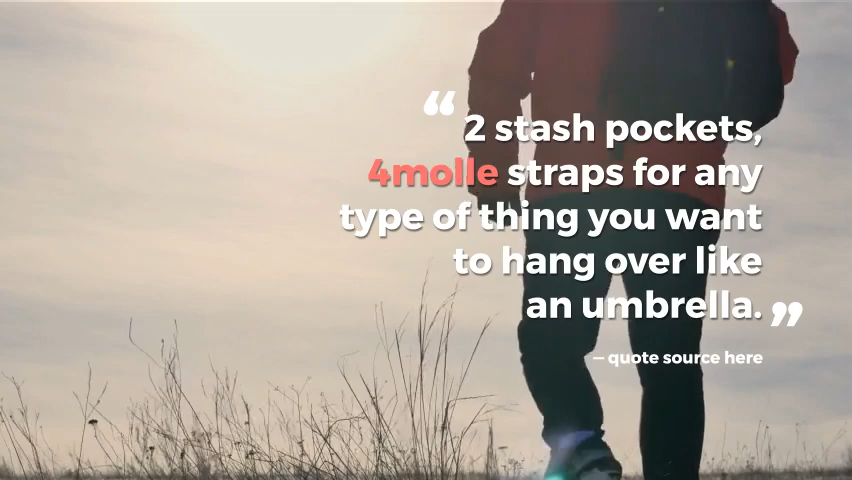 “ 2 stash pockets,
4molle straps for any
type of thing you want
to hang over like
an umbrella. ”
— quote source here